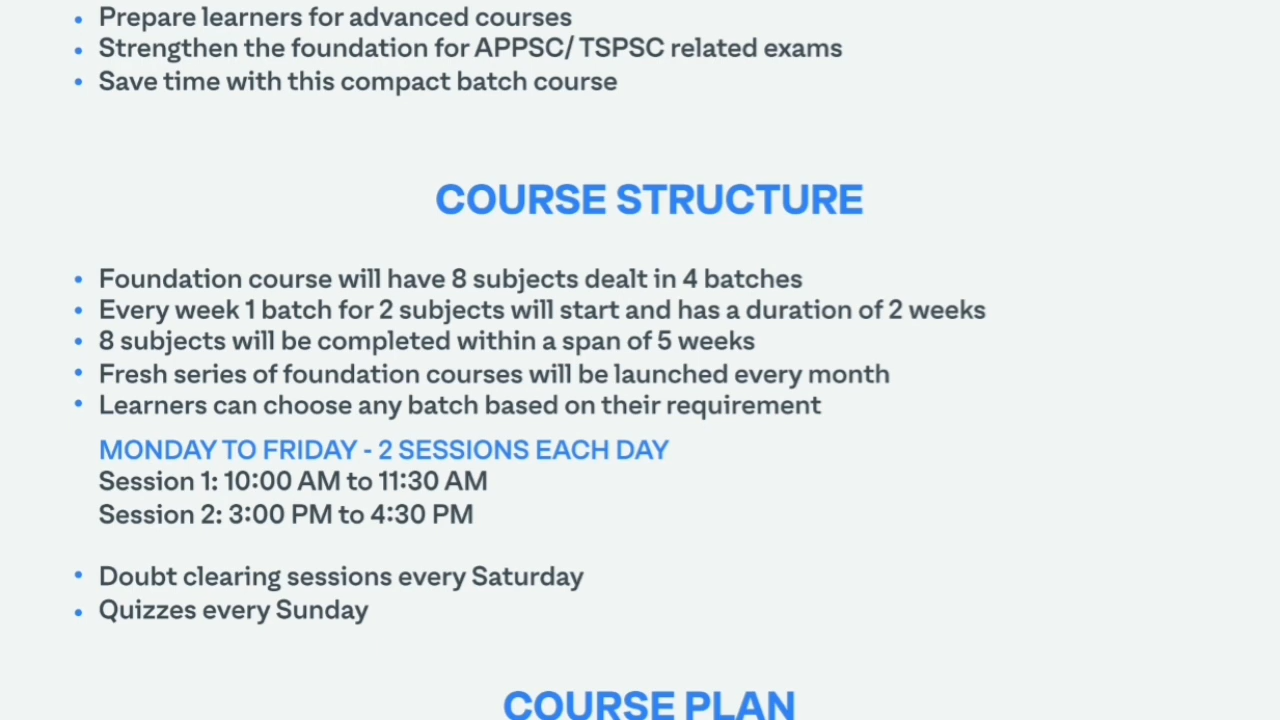 • Prepare learners for advanced courses
• Strengthen the foundation for APPSC/ TSPSC related exams
• Save time with this compact batch course
COURSE STRUCTURE
• Foundation course will have 8 subjects dealt in 4 batches
• Every week 1 batch for 2 subjects will start and has a duration of 2 weeks
• 8 subjects will be completed within a span of 5 weeks
• Fresh series of foundation courses will be launched every month
• Learners can choose any batch based on their requirement
MONDAY TO FRIDAY - 2 SESSIONS EACH DAY
Session 1: 10:00 AM to 11:30 AM
Session 2: 3:00 PM to 4:30 PM
• Doubt clearing sessions every Saturday
• Quizzes every Sunday
COURSE PLAN